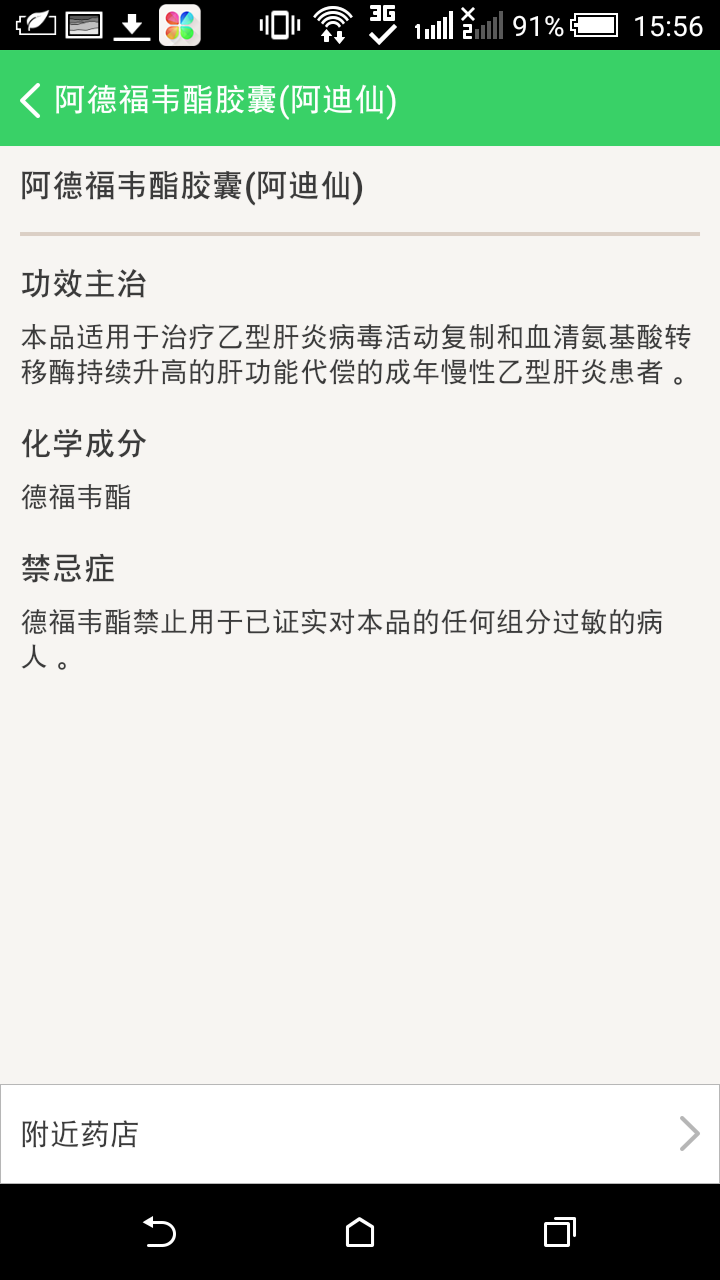 3G
1
2
91%
15:56
阿德福韦酯胶囊(阿迪仙)
阿德福韦酯胶囊(阿迪仙)
功效主治
本品适用于治疗乙型肝炎病毒活动复制和血清氨基酸转
移酶持续升高的肝功能代偿的成年慢性乙型肝炎患者 。
化学成分
德福韦酯
禁忌症
德福韦酯禁止用于已证实对本品的任何组分过敏的病
人 。
附近药店